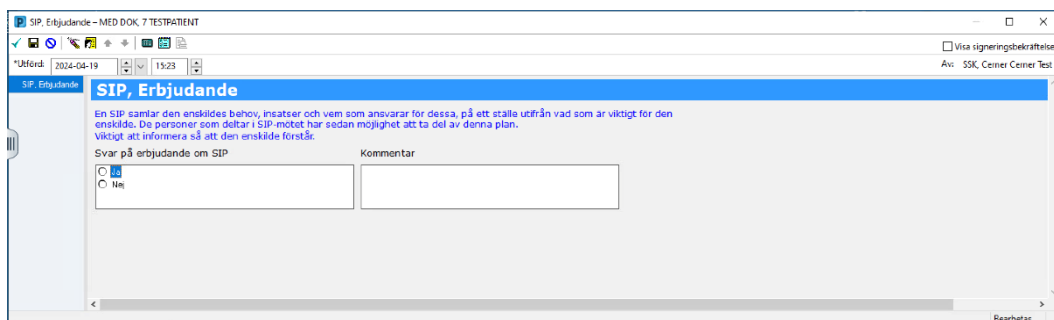 SIP, Erbjudande – MED DOK, 7 TESTPATIENT
Visa signeringsbekräftelse
*Utförd: 2024-04-19 15:23 Av: SSK, Cerner Cerner Test
SIP, Erbjudande
SIP, Erbjudande
En SIP samlar den enskildes behov, insatser och vem som ansvarar för dessa, på ett ställe utifrån vad som är viktigt för den
enskilde. De personer som deltar i SIP-mötet har sedan möjlighet att ta del av denna plan.
Viktigt att informera så att den enskilde förstår.
Svar på erbjudande om SIP Kommentar
Ja
Nej
Bearbetar